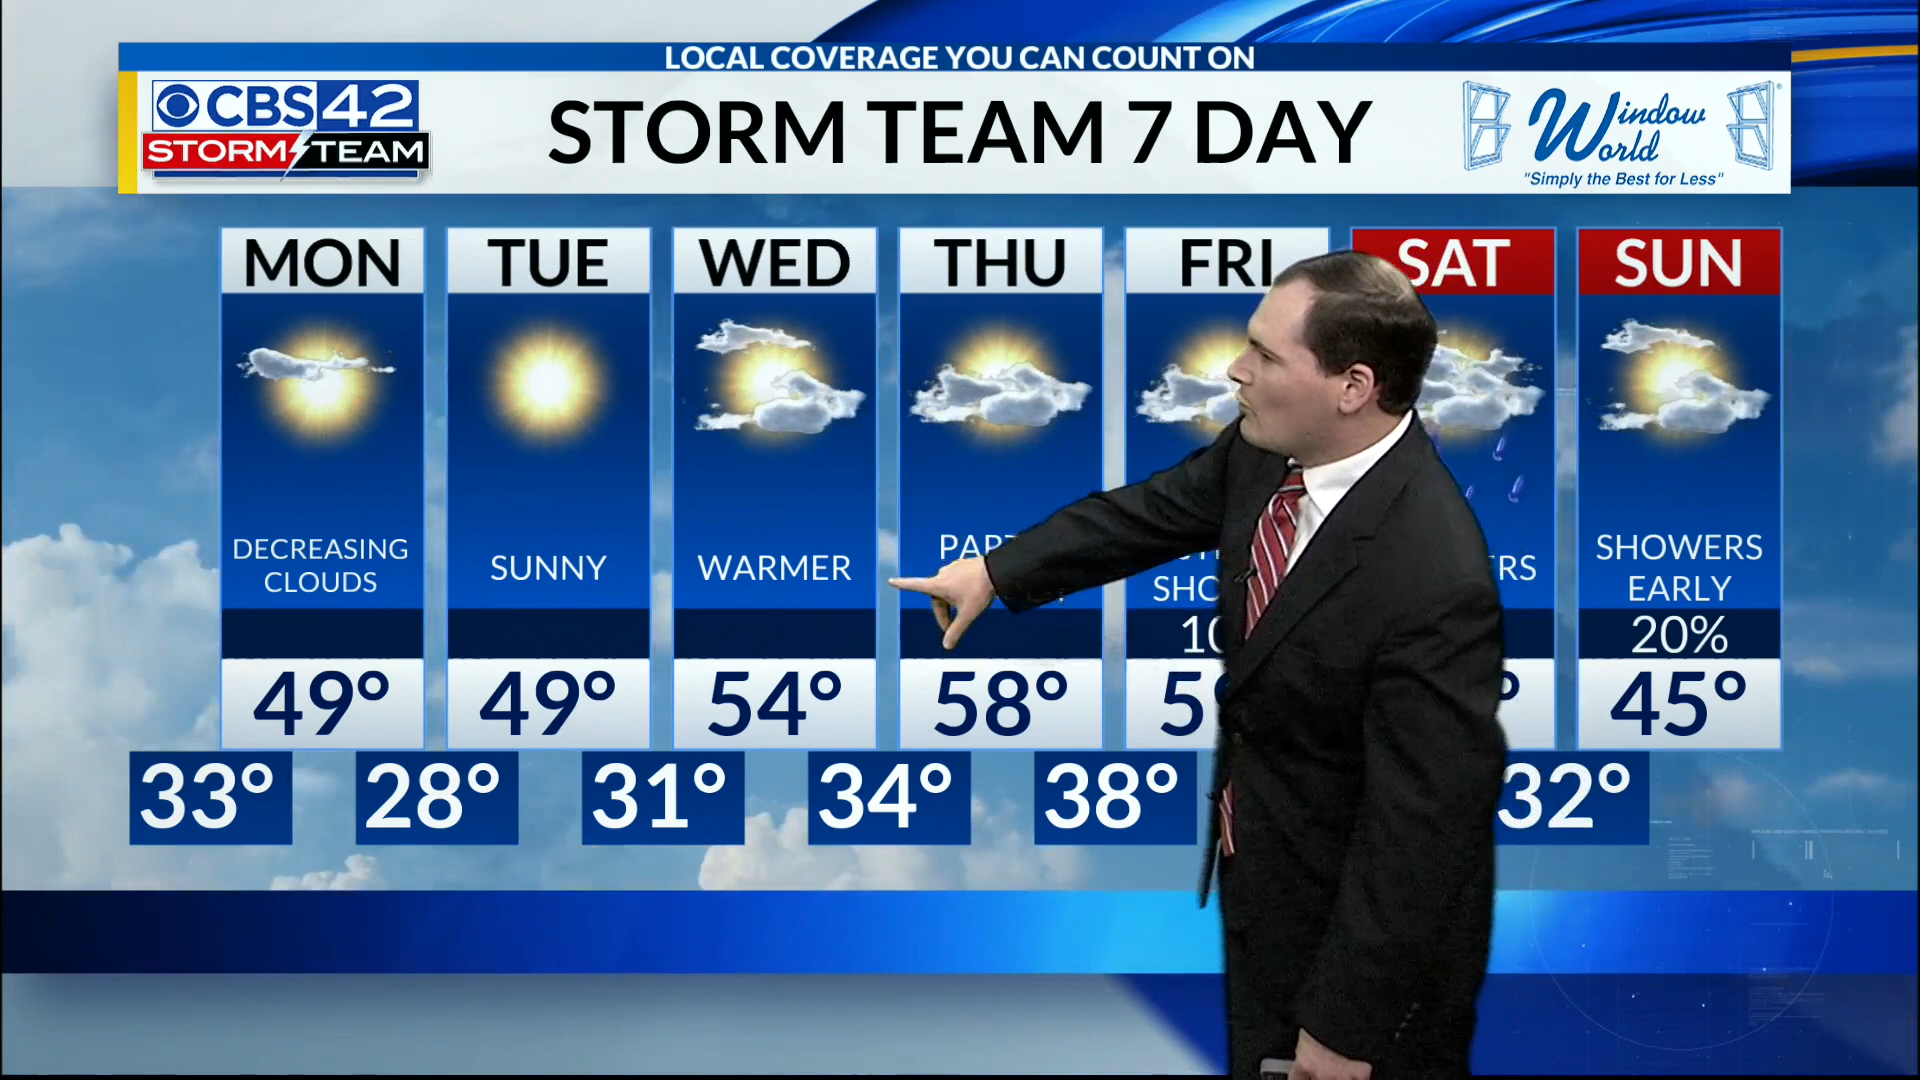 LOCAL COVERAGE YOU CAN COUNT ON
CBS 42
STORM TEAM
STORM TEAM 7 DAY
Window World
"Simply the Best for Less"
MON TUE WED THU FRI SAT SUN
DECREASING CLOUDS
SUNNY
WARMER
SHOWERS EARLY
20%
49° 49° 54° 58° 45°
33° 28° 31° 34° 38° 32°